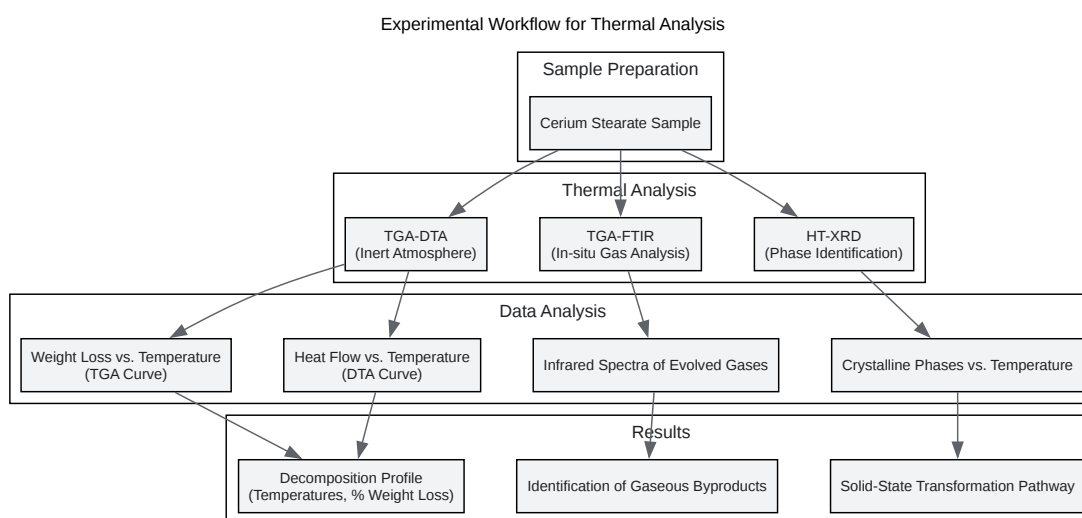 Experimental Workflow for Thermal Analysis
Sample Preparation
Cerium Stearate Sample
Thermal Analysis
TGA-DTA
(Inert Atmosphere)
TGA-FTIR
(In-situ Gas Analysis)
HT-XRD
(Phase Identification)
Data Analysis
Weight Loss vs. Temperature
(TGA Curve)
Heat Flow vs. Temperature
(DTA Curve)
Infrared Spectra of Evolved Gases
Crystalline Phases vs. Temperature
Results
Decomposition Profile
(Temperatures, % Weight Loss)
Identification of Gaseous Byproducts
Solid-State Transformation Pathway